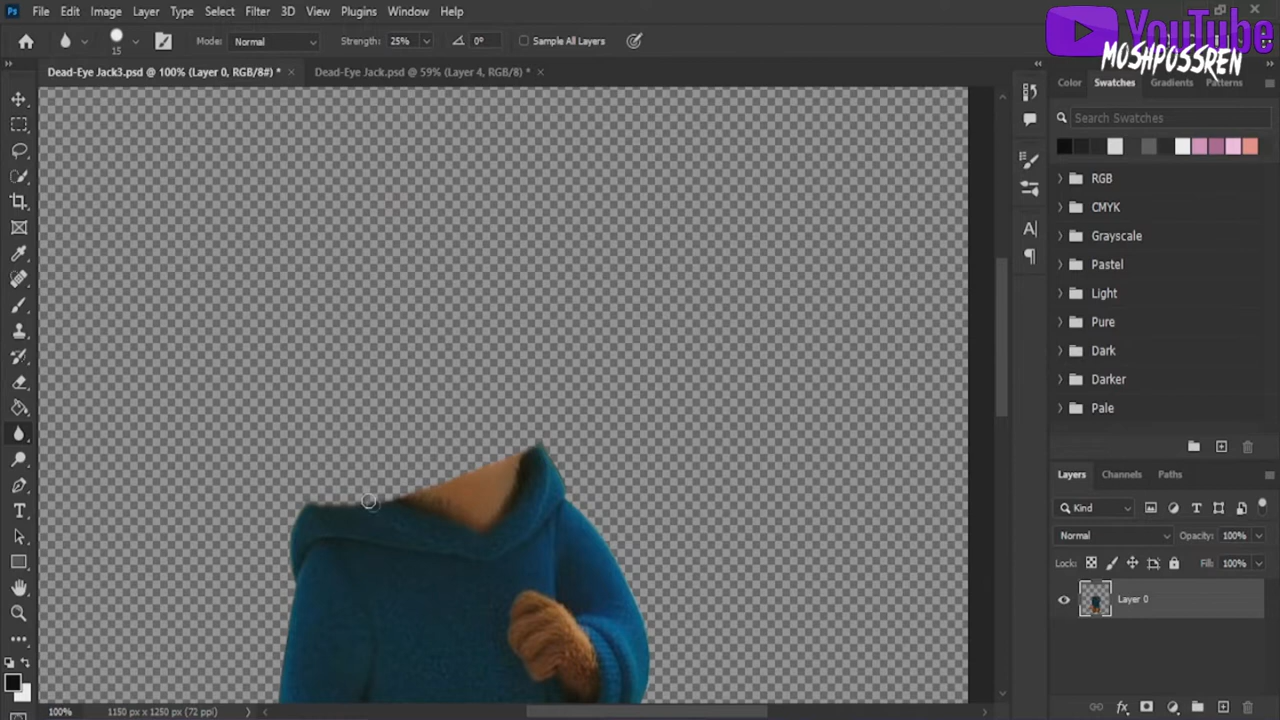 File Edit Image Layer Type Select Filter 3D View Plugins Window Help
YouTube
MOSHPOSSREN
15 Mode: Normal Strength: 25% 0° Sample All Layers
Dead-Eye Jack3.psd @ 100% (Layer 0, RGB/8#) * Dead-Eye Jack.psd @ 59% (Layer 4, RGB/8) *
Color Swatches Gradients Patterns
Search Swatches
RGB
CMYK
Grayscale
Pastel
Light
Pure
Dark
Darker
Pale
Layers Channels Paths
Kind
Normal Opacity: 100%
Lock: Fill: 100%
Layer 0
100% 1150 px x 1250 px (72 ppi)